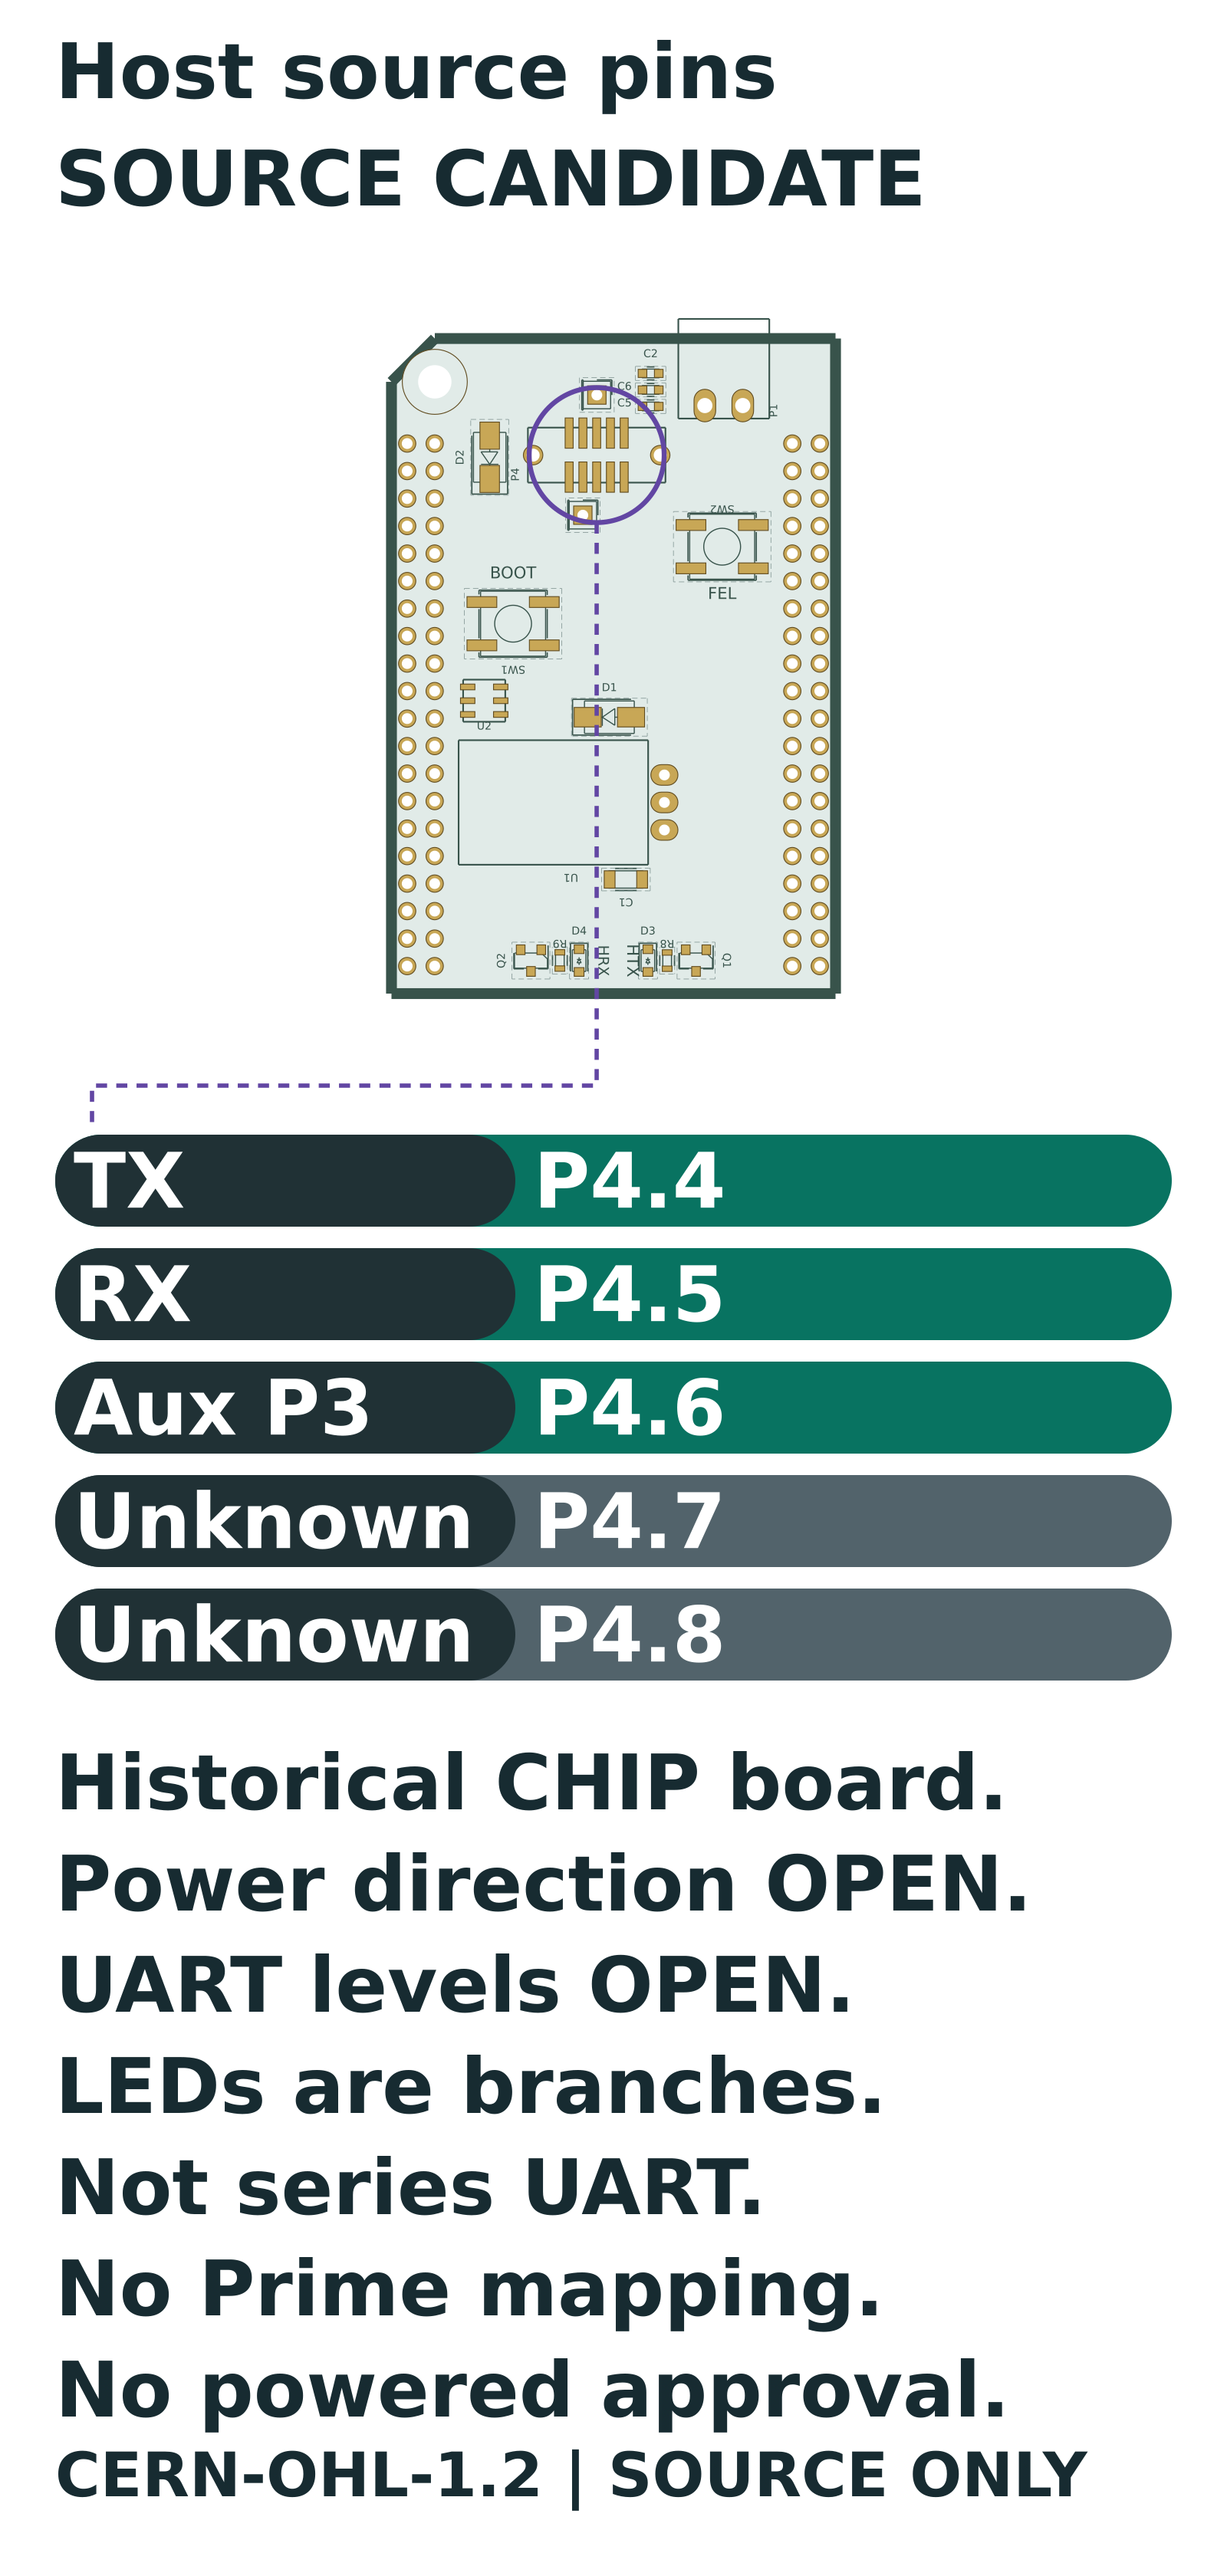 Host source pins
SOURCE CANDIDATE
C2
C6
C5
P1
D2
P4
SW2
BOOT
FEL
SW1
U2
D1
U1
C1
D4
D3
Q2
R9
HRX
HTX
R8
Q1
TX P4.4
RX P4.5
Aux P3 P4.6
Unknown P4.7
Unknown P4.8
Historical CHIP board.
Power direction OPEN.
UART levels OPEN.
LEDs are branches.
Not series UART.
No Prime mapping.
No powered approval.
CERN-OHL-1.2 | SOURCE ONLY